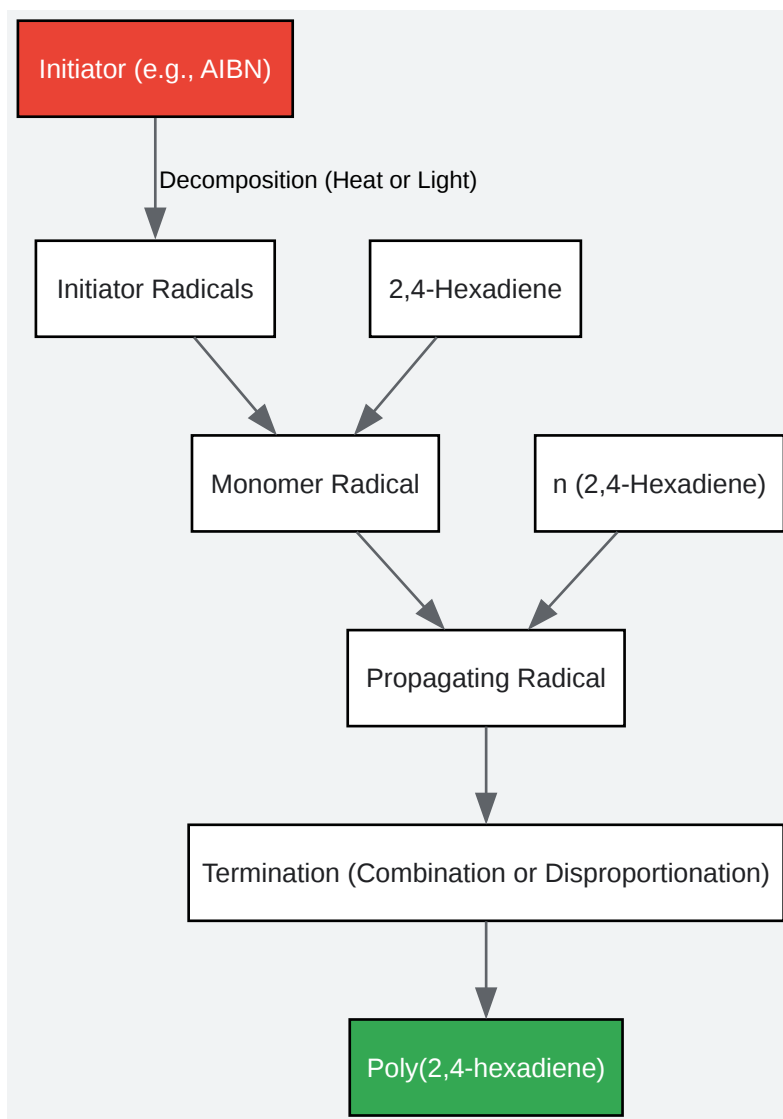 Initiator (e.g., AIBN)
Decomposition (Heat or Light)
Initiator Radicals
2,4-Hexadiene
Monomer Radical
n (2,4-Hexadiene)
Propagating Radical
Termination (Combination or Disproportionation)
Poly(2,4-hexadiene)